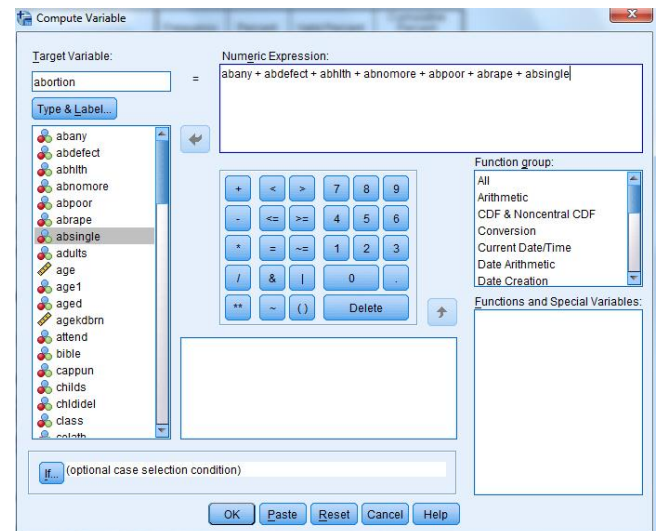 Compute Variable
Target Variable:
Numeric Expression:
abortion
=
abany + abdefect + abhlth + abnomore + abpoor + abrape + absingle
Type & Label...
abany
abdefect
abhlth
abnomore
abpoor
abrape
absingle
adults
age
age1
aged
agekdbrn
attend
bible
cappun
childs
chldidel
class
+ < > 7 8 9
- <= >= 4 5 6
* = ~= 1 2 3
/ & | 0 .
** ~ ( ) Delete
Function group:
All
Arithmetic
CDF & Noncentral CDF
Conversion
Current Date/Time
Date Arithmetic
Date Creation
Functions and Special Variables:
If... (optional case selection condition)
OK Paste Reset Cancel Help